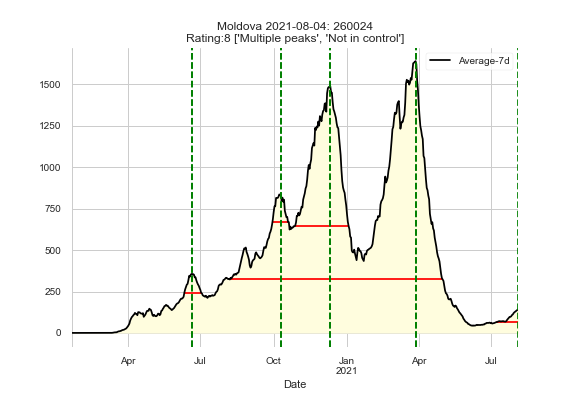 Moldova 2021-08-04: 260024
Rating:8 ['Multiple peaks', 'Not in control']
Average-7d
1500
1250
1000
750
500
250
0
Apr
Jul
Oct
Jan
2021
Apr
Jul
Date